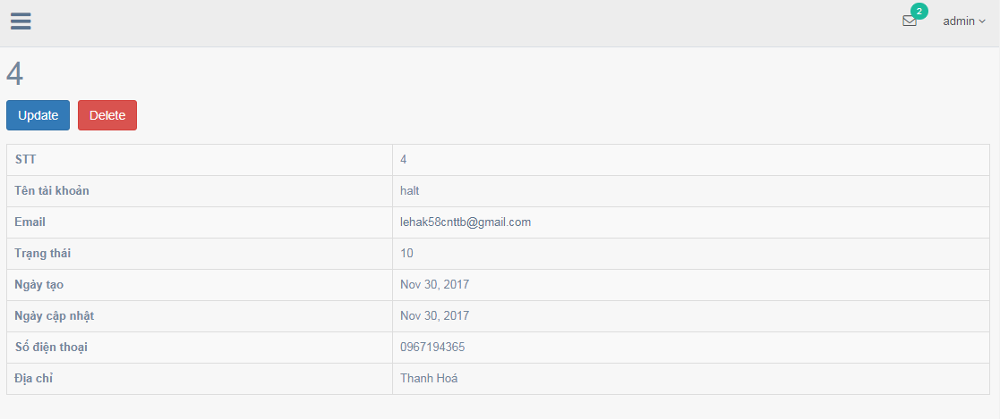 2
admin
4
Update Delete
STT 4
Tên tài khoản halt
Email lehak58cnttb@gmail.com
Trạng thái 10
Ngày tạo Nov 30, 2017
Ngày cập nhật Nov 30, 2017
Số điện thoại 0967194365
Địa chỉ Thanh Hoá